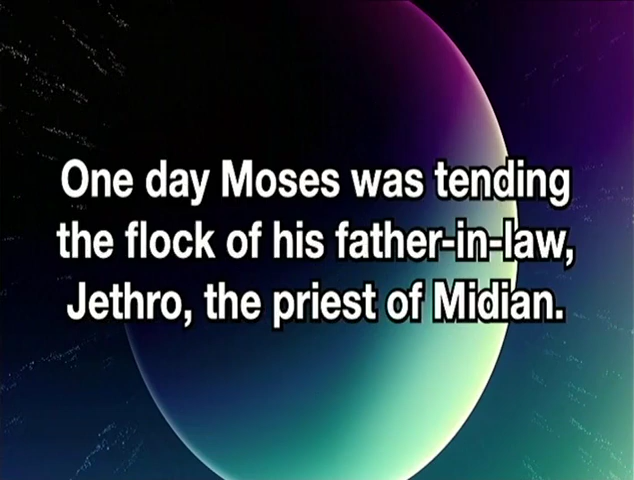 One day Moses was tending
the flock of his father-in-law,
Jethro, the priest of Midian.